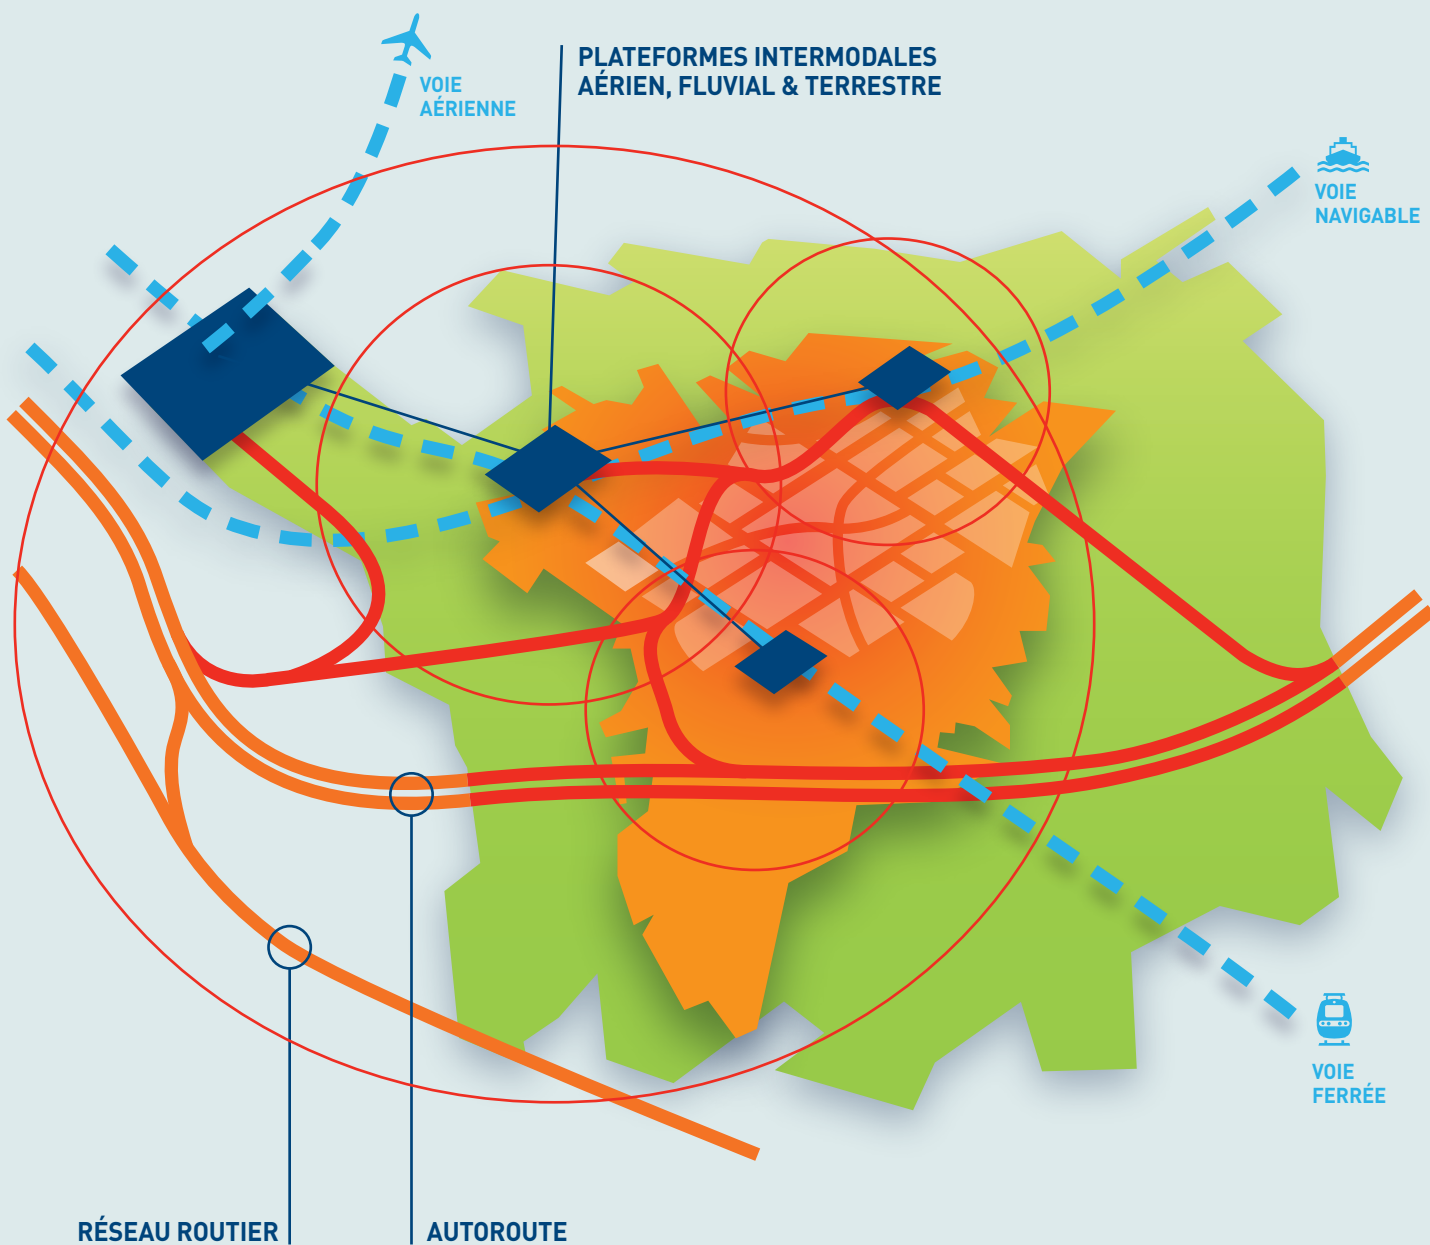 PLATEFORMES INTERMODALES
AÉRIEN, FLUVIAL & TERRESTRE
VOIE
AÉRIENNE
VOIE
NAVIGABLE
VOIE
FERRÉE
RÉSEAU ROUTIER
AUTOROUTE